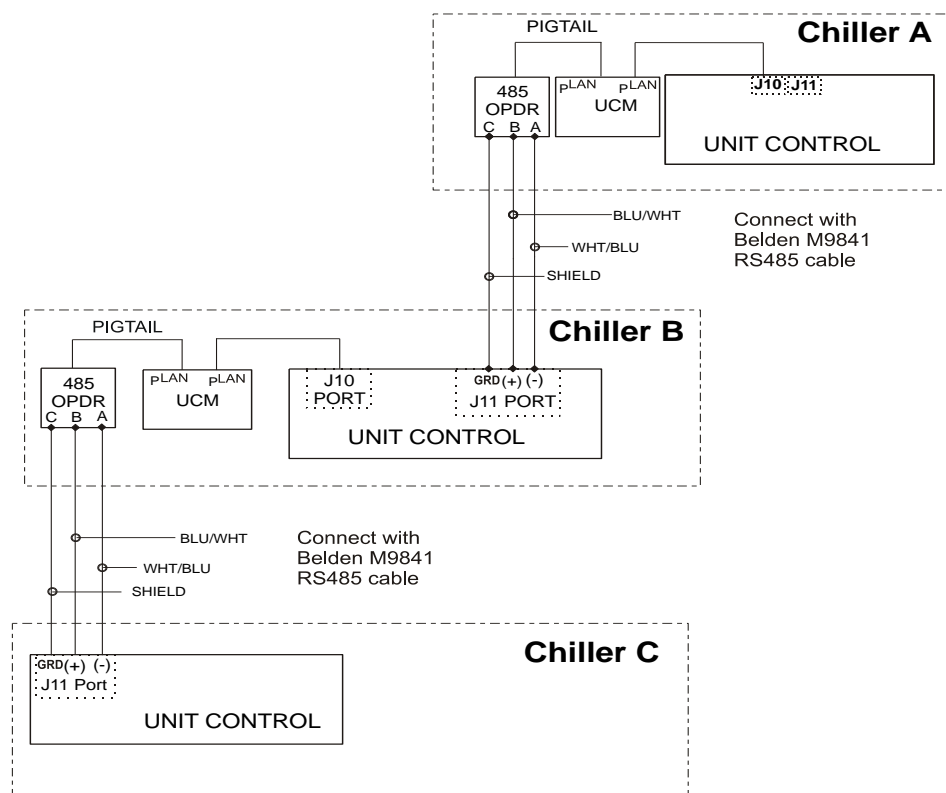 Chiller A
PIGTAIL
485
OPDR
C B A
pLAN pLAN
UCM
J10 J11
UNIT CONTROL
BLU/WHT
WHT/BLU
SHIELD
Connect with
Belden M9841
RS485 cable
Chiller B
PIGTAIL
485
OPDR
C B A
pLAN pLAN
UCM
J10
PORT
GRD (+) (-)
J11 PORT
UNIT CONTROL
BLU/WHT
WHT/BLU
SHIELD
Connect with
Belden M9841
RS485 cable
Chiller C
GRD (+) (-)
J11 Port
UNIT CONTROL